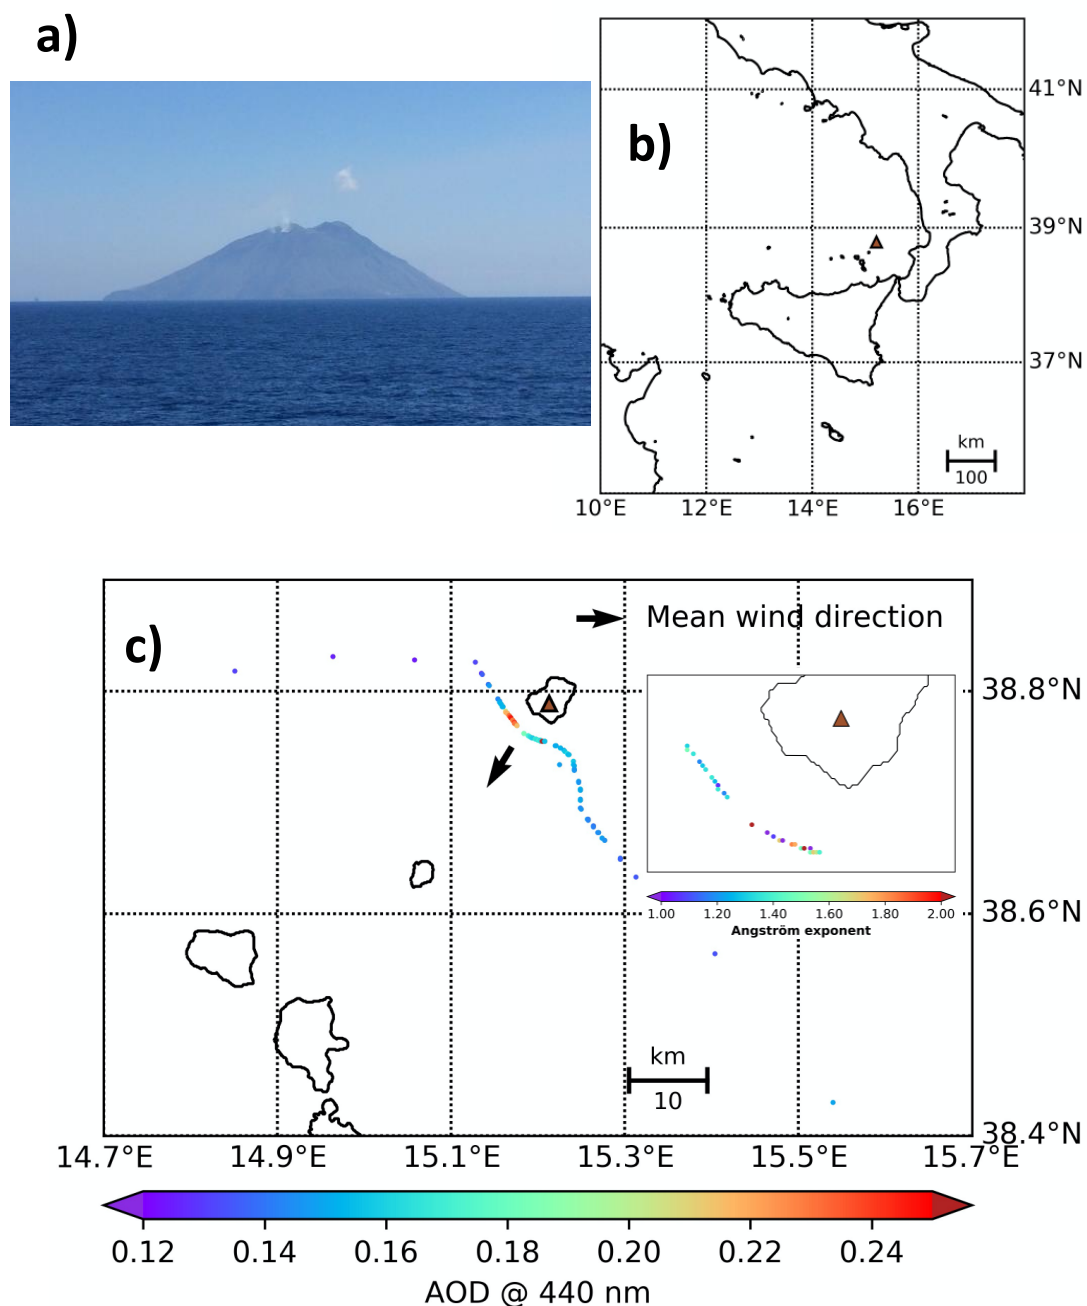 a)
b)
41°N
39°N
37°N
km
100
10°E 12°E 14°E 16°E
c)
Mean wind direction
38.8°N
1.00 1.20 1.40 1.60 1.80 2.00
38.6°N
Angström exponent
km
10
38.4°N
14.7°E 14.9°E 15.1°E 15.3°E 15.5°E 15.7°E
0.12 0.14 0.16 0.18 0.20 0.22 0.24
AOD @ 440 nm